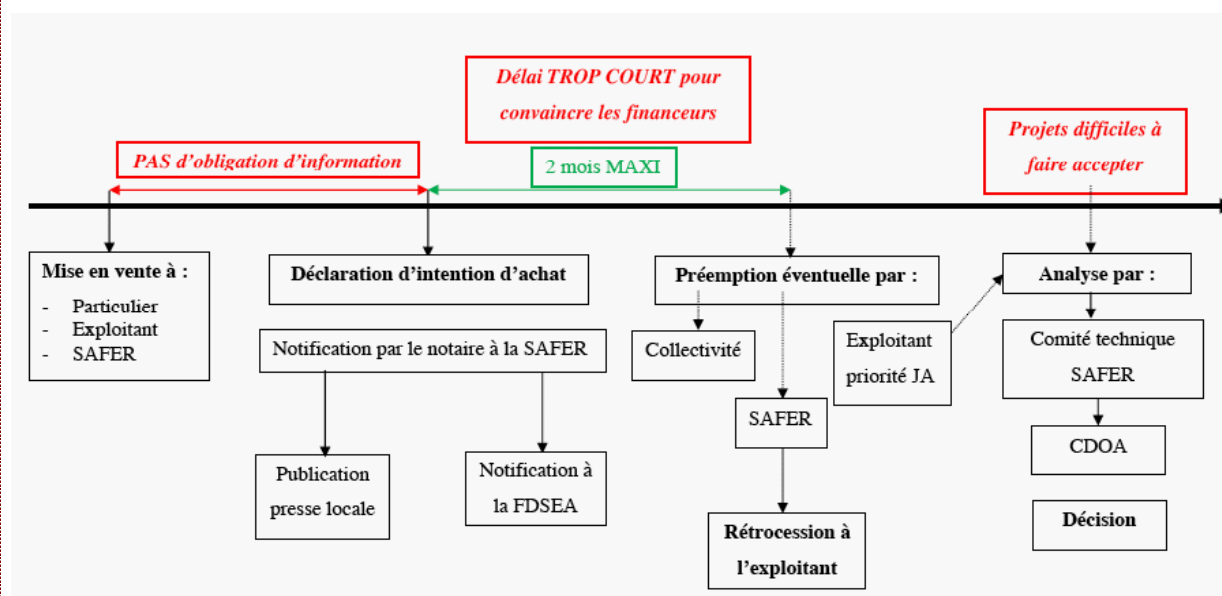 Délai TROP COURT pour
convaincre les financeurs
Projets difficiles à
faire accepter
PAS d'obligation d'information
2 mois MAXI
Mise en vente à :
- Particulier
- Exploitant
- SAFER
Déclaration d'intention d'achat
Notification par le notaire à la SAFER
Publication
presse locale
Notification à
la FDSEA
Préemption éventuelle par :
Collectivité
SAFER
Rétrocession à
l'exploitant
Exploitant
priorité JA
Analyse par :
Comité technique
SAFER
CDOA
Décision